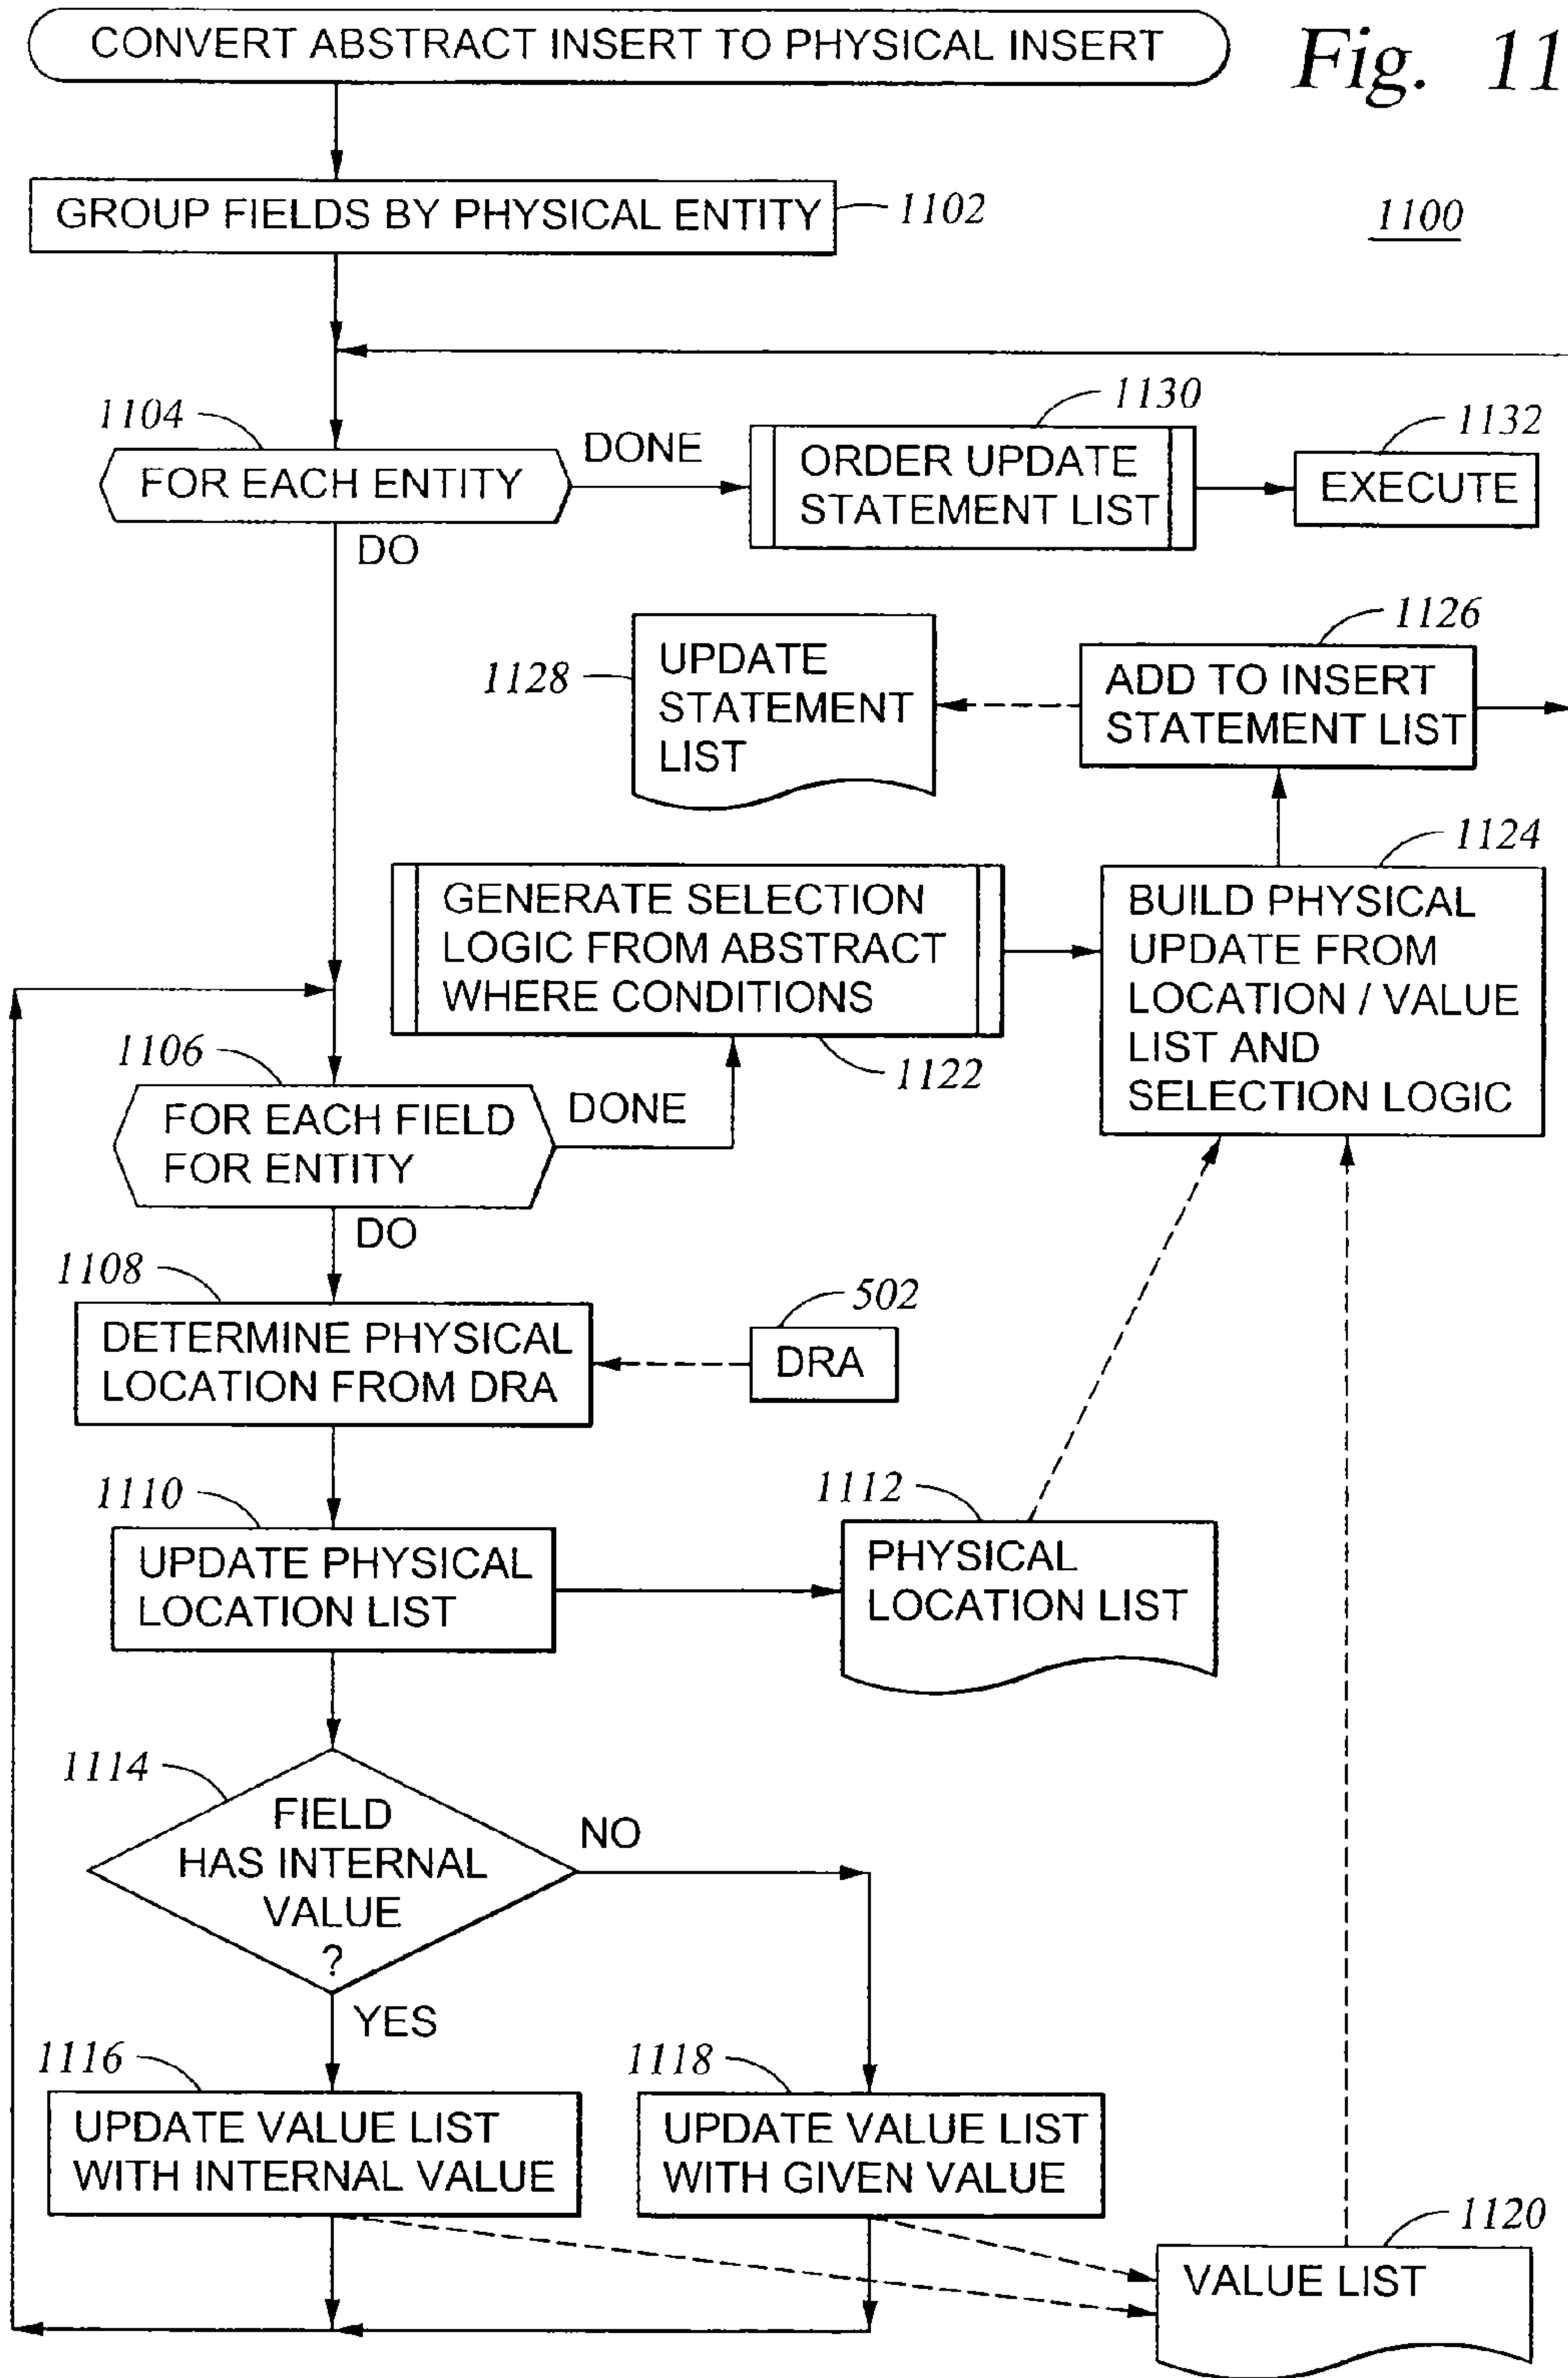 CONVERT ABSTRACT INSERT TO PHYSICAL INSERT
Fig. 11
GROUP FIELDS BY PHYSICAL ENTITY
1102
1100
1104
FOR EACH ENTITY
DONE
DO
1130
ORDER UPDATE
STATEMENT LIST
1132
EXECUTE
1128
UPDATE
STATEMENT
LIST
1126
ADD TO INSERT
STATEMENT LIST
GENERATE SELECTION
LOGIC FROM ABSTRACT
WHERE CONDITIONS
1122
1124
BUILD PHYSICAL
UPDATE FROM
LOCATION / VALUE
LIST AND
SELECTION LOGIC
1106
FOR EACH FIELD
FOR ENTITY
DONE
DO
1108
DETERMINE PHYSICAL
LOCATION FROM DRA
502
DRA
1110
UPDATE PHYSICAL
LOCATION LIST
1112
PHYSICAL
LOCATION LIST
1114
FIELD
HAS INTERNAL
VALUE
?
NO
YES
1116
UPDATE VALUE LIST
WITH INTERNAL VALUE
1118
UPDATE VALUE LIST
WITH GIVEN VALUE
1120
VALUE LIST